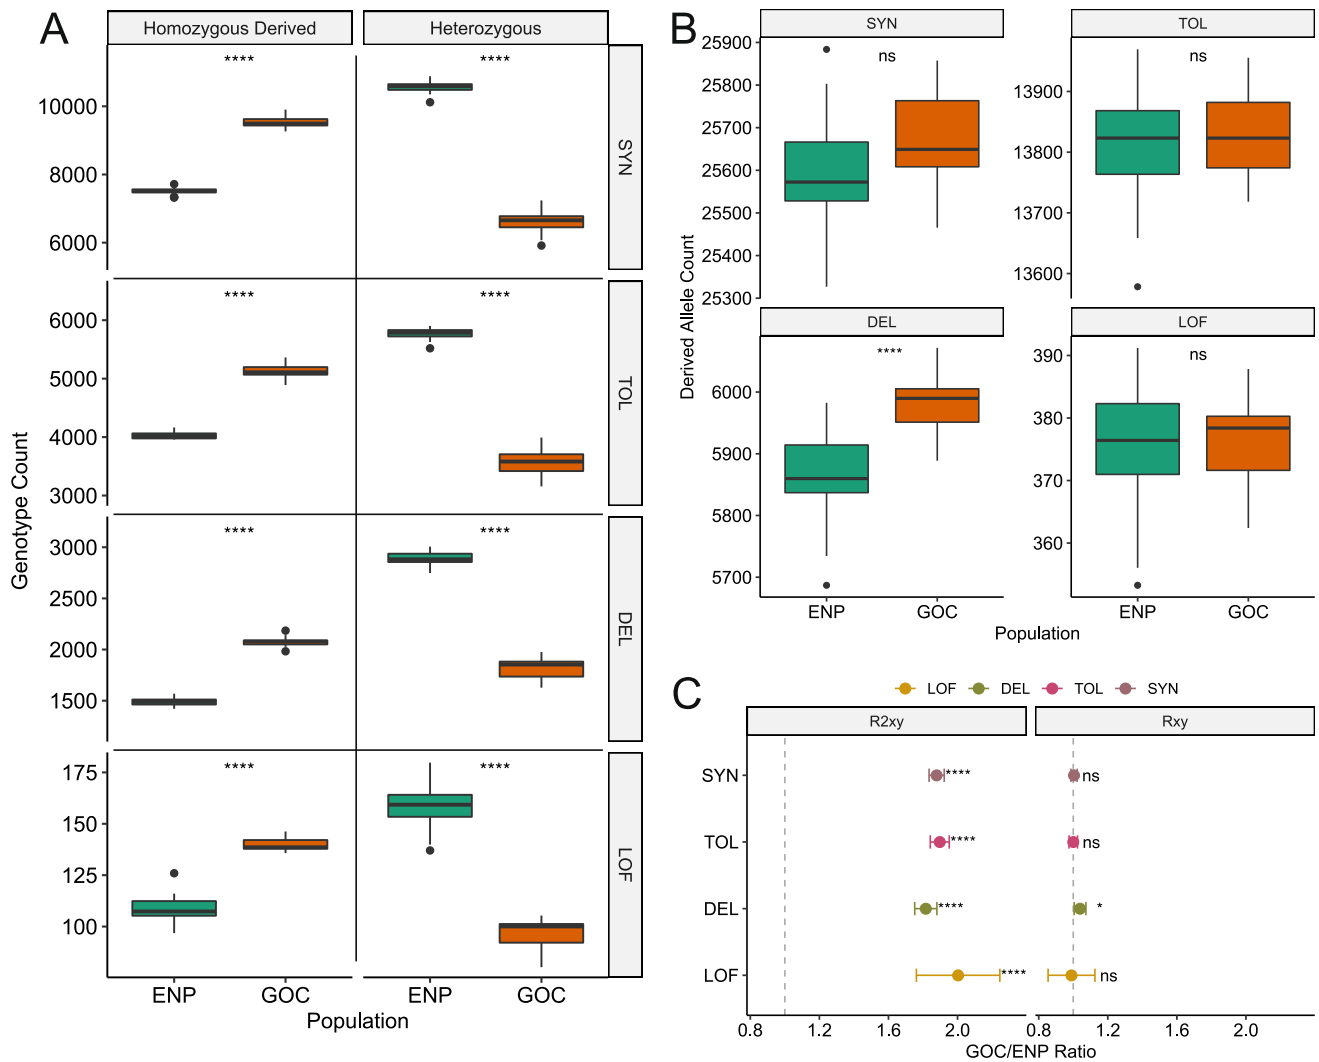 A
Homozygous Derived
Heterozygous
Genotype Count
10000
8000
6000
****
****
SYN
6000
5000
4000
3000
****
****
TOL
3000
2500
2000
1500
****
****
DEL
175
150
125
100
****
****
LOF
ENP
GOC
ENP
GOC
Population
B
Derived Allele Count
SYN
25900
25800
25700
25600
25500
25400
25300
ns
TOL
13900
13800
13700
13600
ns
DEL
6000
5900
5800
5700
****
LOF
390
380
370
360
ns
ENP
GOC
ENP
GOC
Population
C
LOF DEL TOL SYN
R2xy
Rxy
SYN
****
ns
TOL
****
ns
DEL
****
*
LOF
****
ns
0.8 1.2 1.6 2.0
0.8 1.2 1.6 2.0
GOC/ENP Ratio